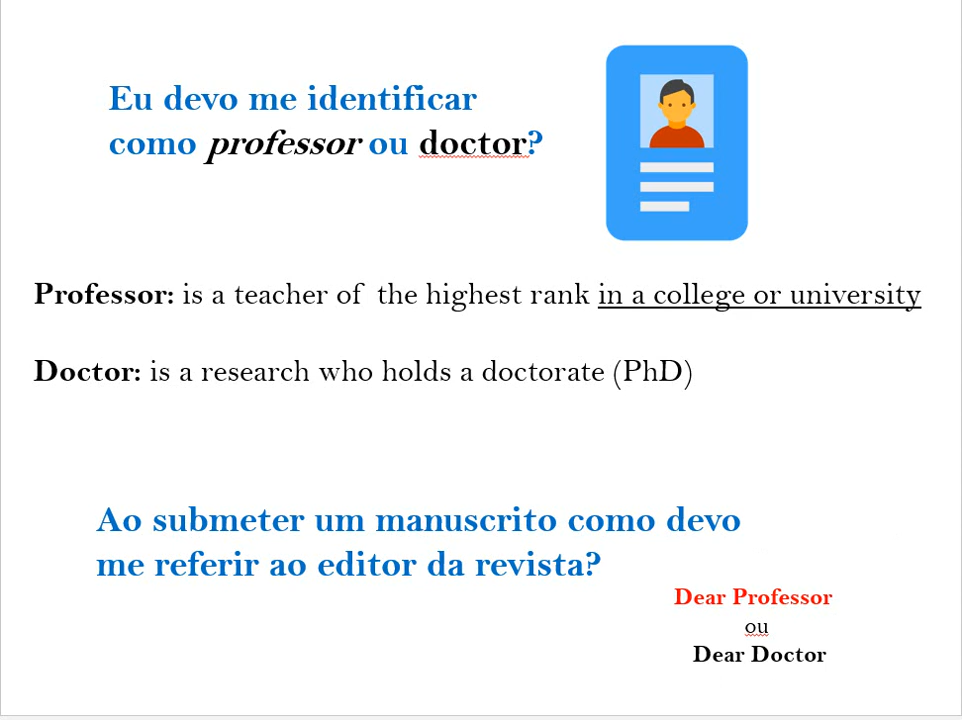 Eu devo me identificar
como professor ou doctor?
Professor: is a teacher of the highest rank in a college or university
Doctor: is a research who holds a doctorate (PhD)
Ao submeter um manuscrito como devo
me referir ao editor da revista?
Dear Professor
ou
Dear Doctor